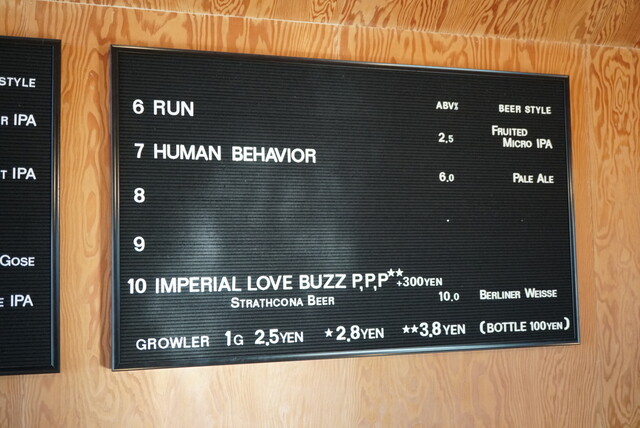 STYLE
R IPA
T IPA
GOSE
E IPA
ABV% BEER STYLE
6 RUN 2.5 FRUITED
MICRO IPA
7 HUMAN BEHAVIOR 6.0 PALE ALE
8
9
10 IMPERIAL LOVE BUZZ P,P,P** +300YEN
STRATHCONA BEER 10.0 BERLINER WEISSE
GROWLER 1G 2.5YEN *2.8YEN **3.8YEN (BOTTLE 100YEN)